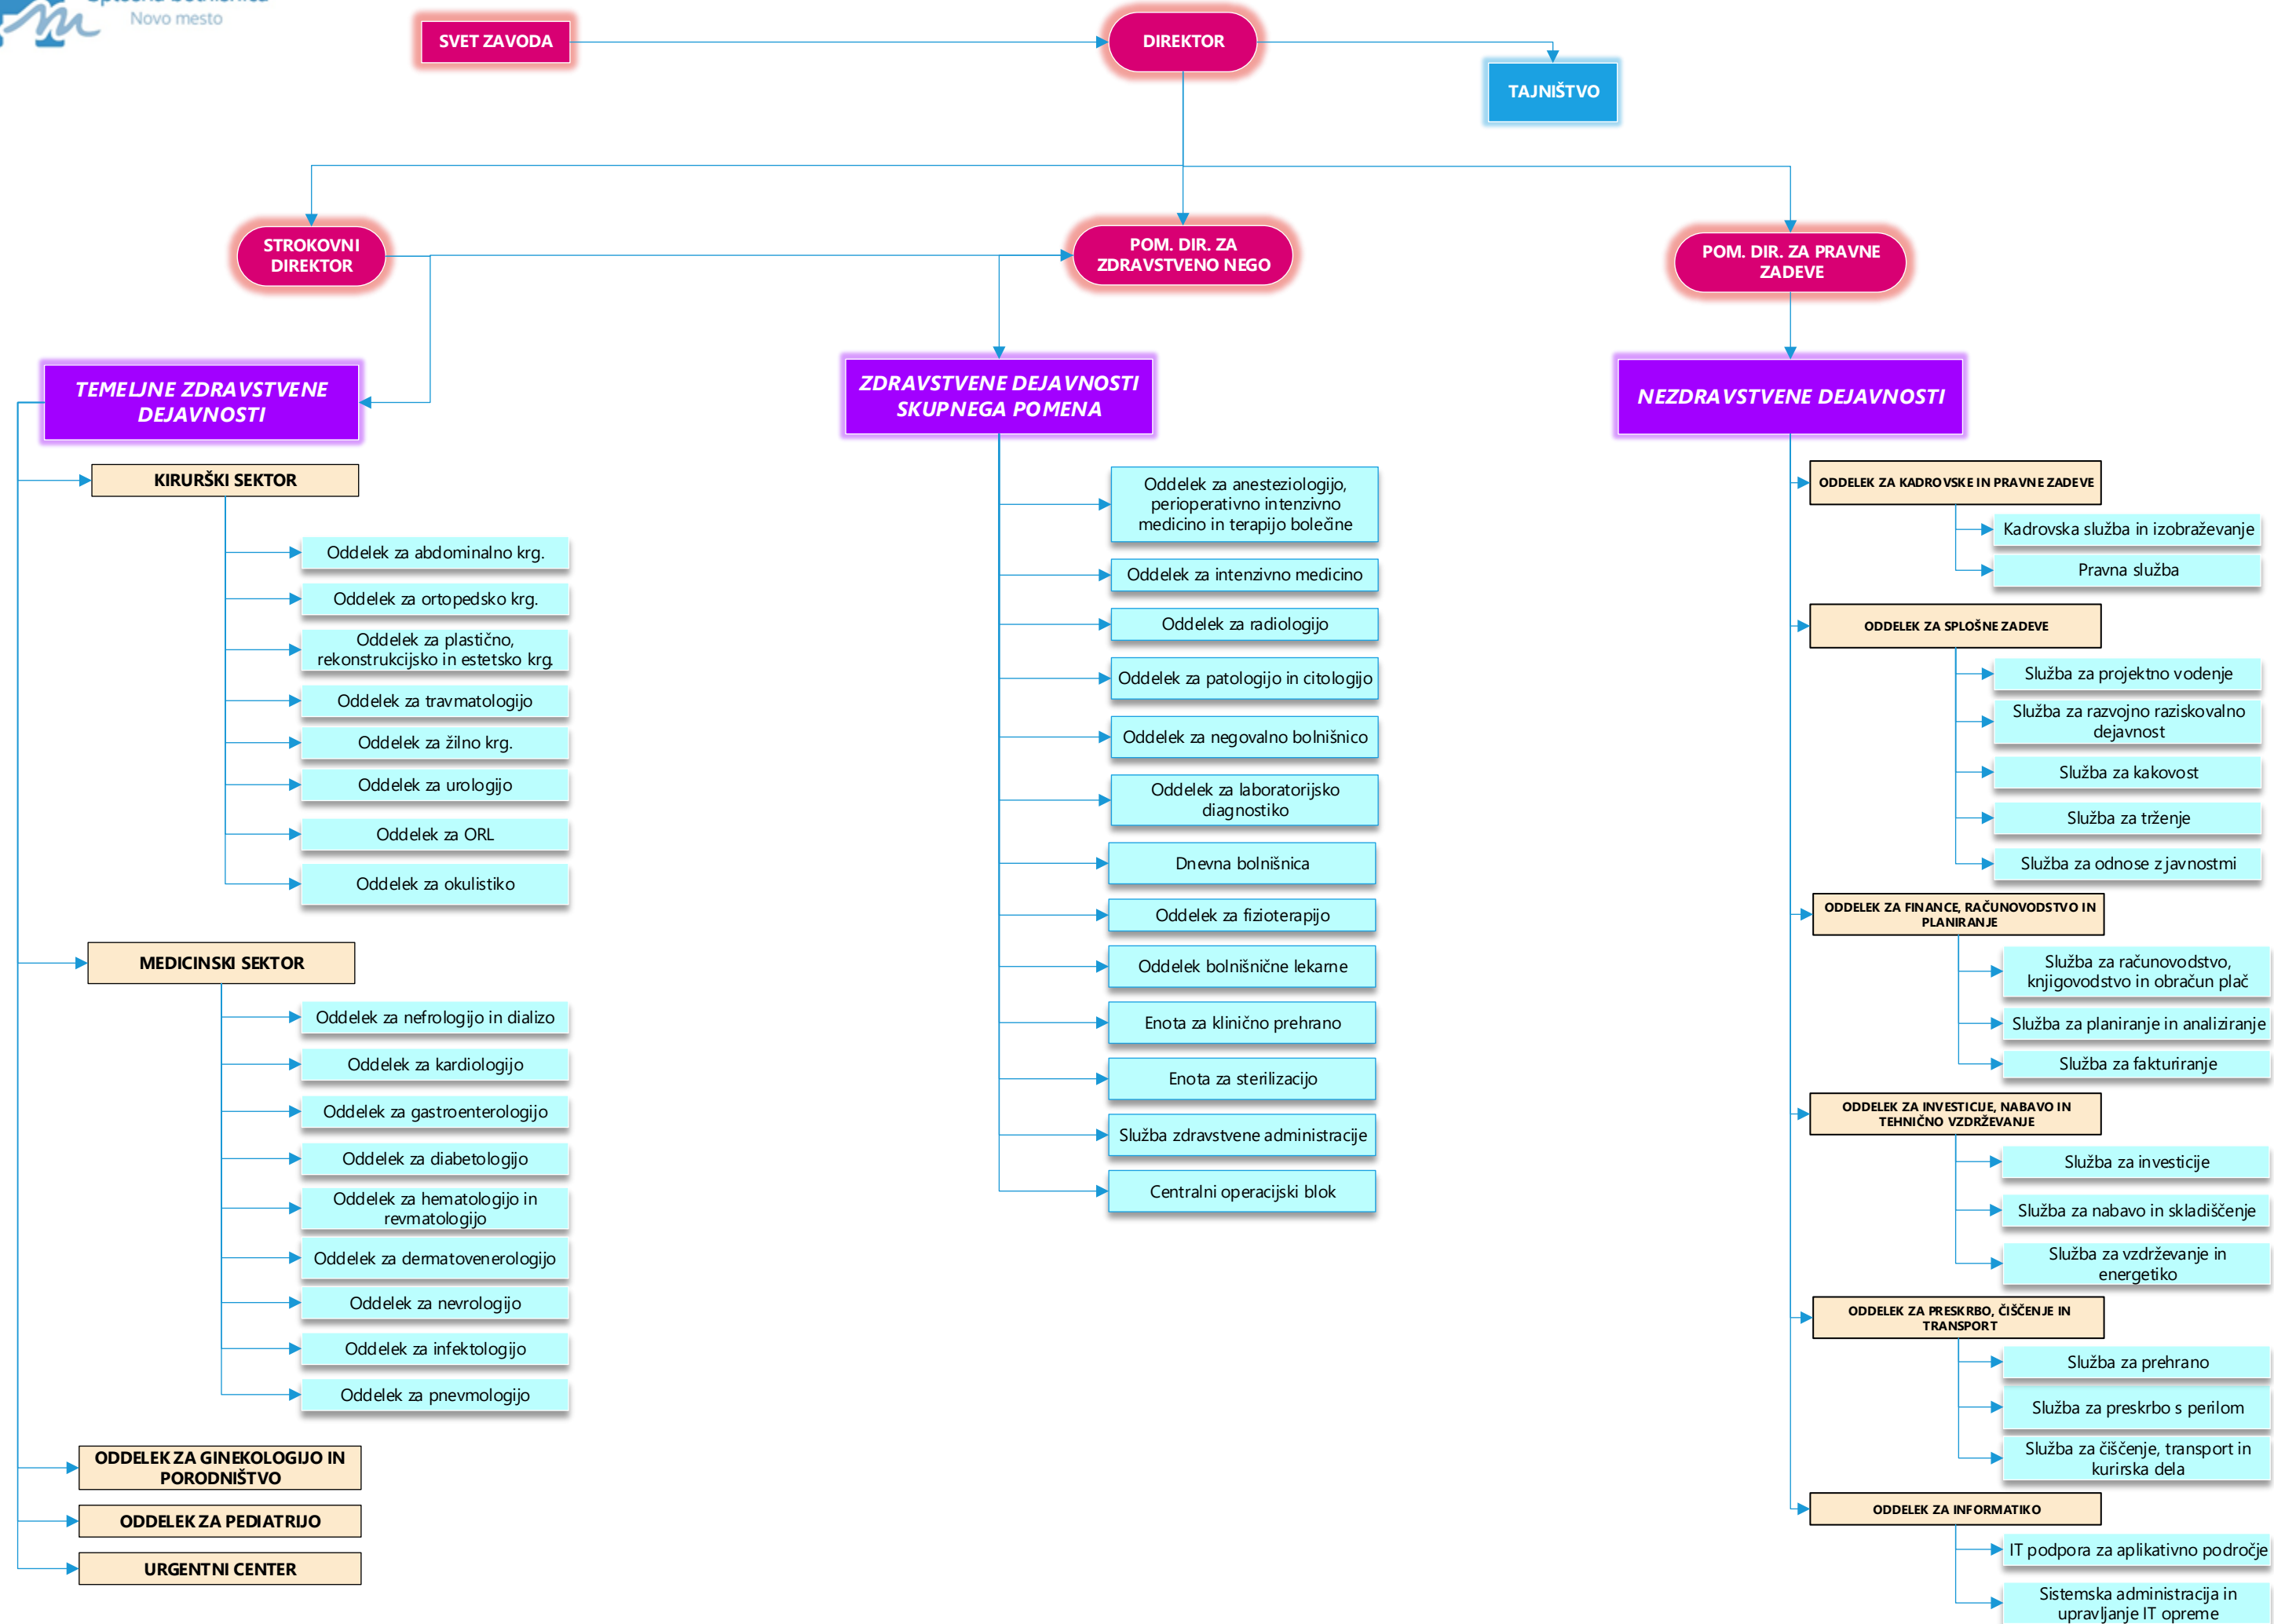 Novo mesto
SVET ZAVODA
DIREKTOR
TAJNIŠTVO
STROKOVNI
DIREKTOR
POM. DIR. ZA
ZDRAVSTVENO NEGO
POM. DIR. ZA PRAVNE
ZADEVE
TEMELJNE ZDRAVSTVENE
DEJAVNOSTI
KIRURŠKI SEKTOR
Oddelek za abdominalno krg.
Oddelek za ortopedsko krg.
Oddelek za plastično,
rekonstrukcijsko in estetsko krg.
Oddelek za travmatologijo
Oddelek za žilno krg.
Oddelek za urologijo
Oddelek za ORL
Oddelek za okulistiko
MEDICINSKI SEKTOR
Oddelek za nefrologijo in dializo
Oddelek za kardiologijo
Oddelek za gastroenterologijo
Oddelek za diabetologijo
Oddelek za hematologijo in
revmatologijo
Oddelek za dermatovenerologijo
Oddelek za nevrologijo
Oddelek za infektologijo
Oddelek za pnevmologijo
ODDELEK ZA GINEKOLOGIJO IN
PORODNIŠTVO
ODDELEK ZA PEDIATRIJO
URGENTNI CENTER
ZDRAVSTVENE DEJAVNOSTI
SKUPNEGA POMENA
Oddelek za anesteziologijo,
perioperativno intenzivno
medicino in terapijo bolečine
Oddelek za intenzivno medicino
Oddelek za radiologijo
Oddelek za patologijo in citologijo
Oddelek za negovalno bolnišnico
Oddelek za laboratorijsko
diagnostiko
Dnevna bolnišnica
Oddelek za fizioterapijo
Oddelek bolnišnične lekarne
Enota za klinično prehrano
Enota za sterilizacijo
Služba zdravstvene administracije
Centralni operacijski blok
NEZDRAVSTVENE DEJAVNOSTI
ODDELEK ZA KADROVSKE IN PRAVNE ZADEVE
Kadrovska služba in izobraževanje
Pravna služba
ODDELEK ZA SPLOŠNE ZADEVE
Služba za projektno vodenje
Služba za razvojno raziskovalno
dejavnost
Služba za kakovost
Služba za trženje
Služba za odnose z javnostmi
ODDELEK ZA FINANCE, RAČUNOVODSTVO IN
PLANIRANJE
Služba za računovodstvo,
knjigovodstvo in obračun plač
Služba za planiranje in analiziranje
Služba za fakturiranje
ODDELEK ZA INVESTICIJE, NABAVO IN
TEHNIČNO VZDRŽEVANJE
Služba za investicije
Služba za nabavo in skladiščenje
Služba za vzdrževanje in
energetiko
ODDELEK ZA PRESKRBO, ČIŠČENJE IN
TRANSPORT
Služba za prehrano
Služba za preskrbo s perilom
Služba za čiščenje, transport in
kurirska dela
ODDELEK ZA INFORMATIKO
IT podpora za aplikativno področje
Sistemska administracija in
upravljanje IT opreme